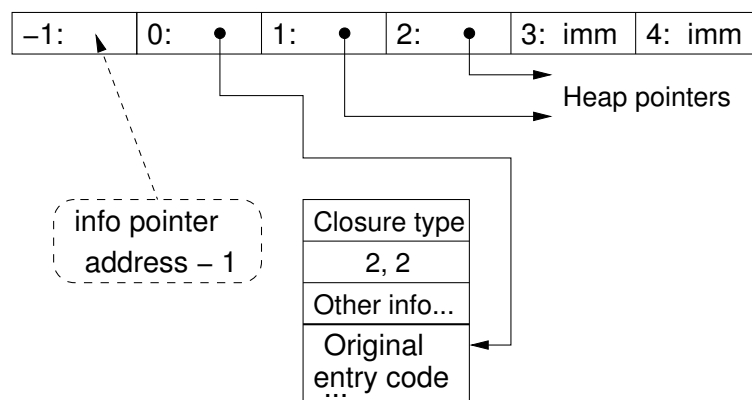 −1: 0: 1: 2: 3: imm 4: imm
Heap pointers
info pointer
address − 1
Closure type
2, 2
Other info...
Original
entry code
...